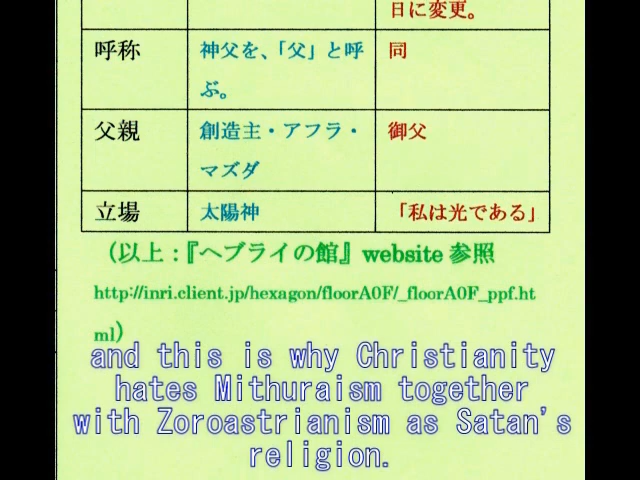 日に変更。
呼称 神父を、「父」と呼 同
ぶ。
父親 創造主・アフラ・ 御父
マズダ
立場 太陽神 「私は光である」
（以上：『ヘブライの館』website 参照
http://inri.client.jp/hexagon/floorA0F/_floorA0F_ppf.ht
ml）
and this is why Christianity
hates Mithuraism together
with Zoroastrianism as Satan's
religion.